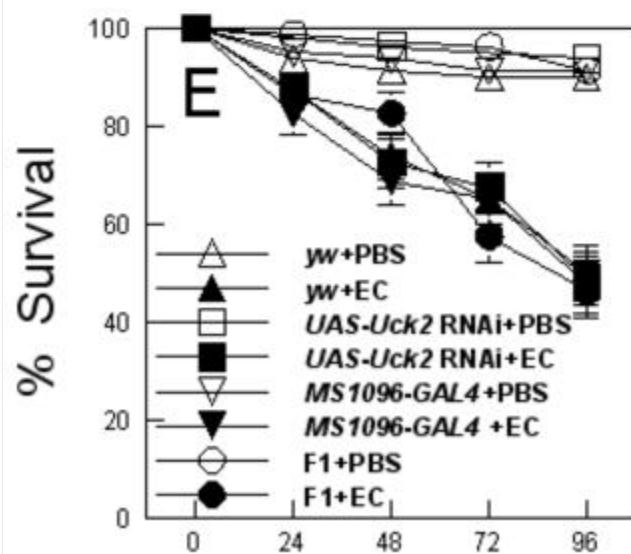 100
E
80
60
% Survival
yw+PBS
yw+EC
UAS-Uck2 RNAi+PBS
40
UAS-Uck2 RNAi+EC
MS1096-GAL4+PBS
20
MS1096-GAL4 +EC
F1+PBS
F1+EC
0
0 24 48 72 96